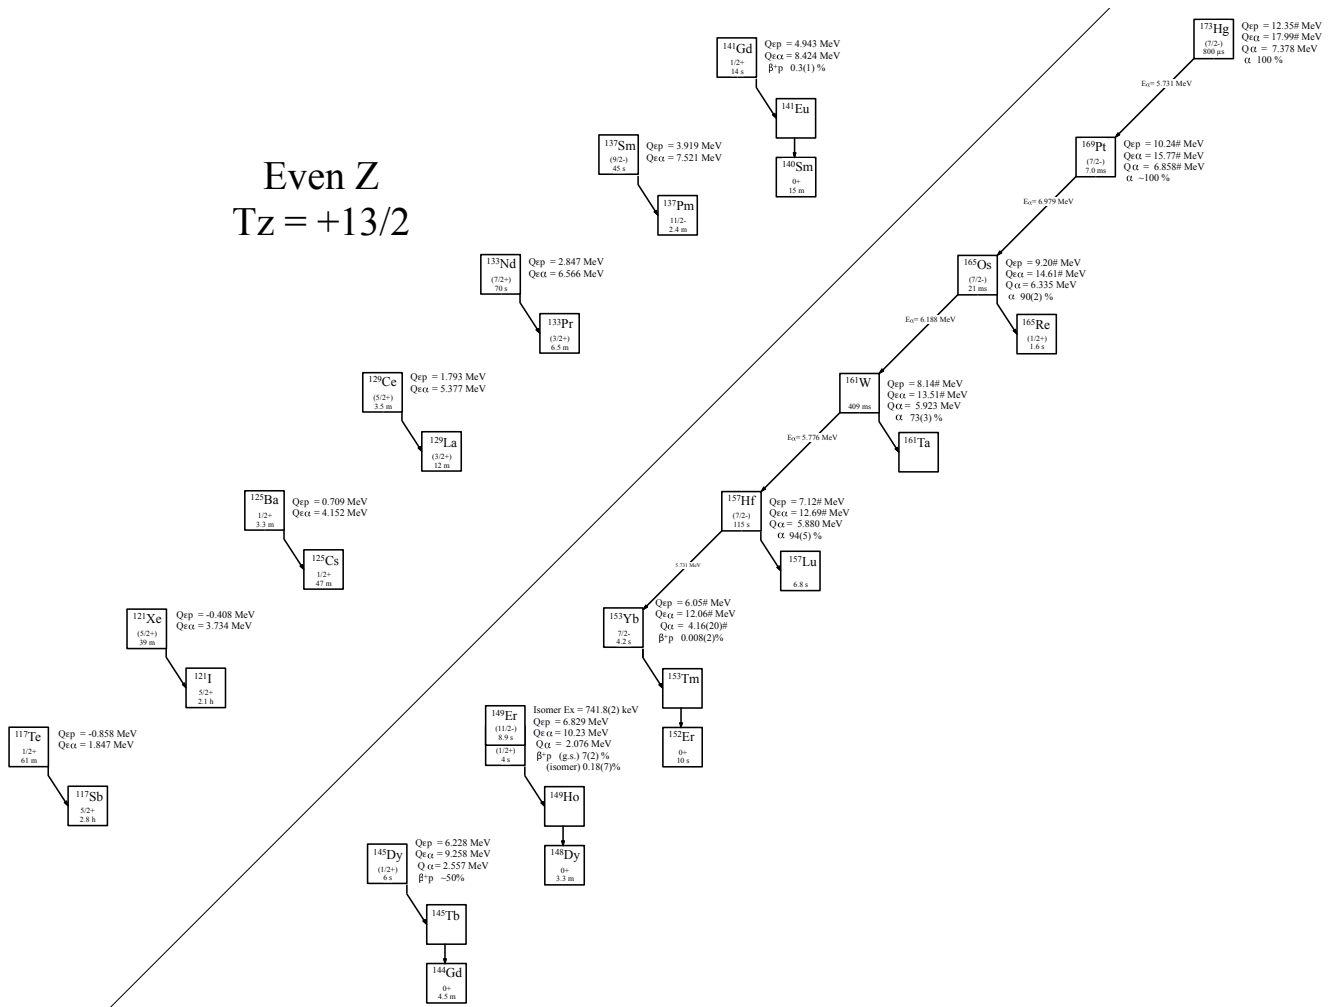 Even Z
Tz = +13/2
173Hg
(7/2-)
800 μs
Qεp = 12.35# MeV
Qεα = 17.99# MeV
Qα = 7.378 MeV
α 100 %
Eα= 5.731 MeV
169Pt
(7/2-)
7.0 ms
Qεp = 10.24# MeV
Qεα = 15.77# MeV
Qα = 6.858# MeV
α ~100 %
Eα= 6.979 MeV
165Os
(7/2-)
21 ms
Qεp = 9.20# MeV
Qεα = 14.61# MeV
Qα = 6.335 MeV
α 90(2) %
165Re
(1/2+)
1.6 s
Eα= 6.188 MeV
161W
409 ms
Qεp = 8.14# MeV
Qεα = 13.51# MeV
Qα = 5.923 MeV
α 73(3) %
161Ta
Eα= 5.776 MeV
157Hf
(7/2-)
115 s
Qεp = 7.12# MeV
Qεα = 12.69# MeV
Qα = 5.880 MeV
α 94(5) %
157Lu
6.8 s
5.731 MeV
153Yb
7/2-
4.2 s
Qεp = 6.05# MeV
Qεα = 12.06# MeV
Qα = 4.16(20)#
β+p 0.008(2)%
153Tm
152Er
0+
10 s
149Er
(11/2-)
8.9 s
(1/2+)
4 s
Isomer Ex = 741.8(2) keV
Qεp = 6.829 MeV
Qεα = 10.23 MeV
Qα = 2.076 MeV
β+p (g.s.) 7(2) %
(isomer) 0.18(7)%
149Ho
148Dy
0+
3.3 m
145Dy
(1/2+)
6 s
Qεp = 6.228 MeV
Qεα = 9.258 MeV
Q α = 2.557 MeV
β+p ~50%
145Tb
144Gd
0+
4.5 m
141Gd
1/2+
14 s
Qεp = 4.943 MeV
Qεα = 8.424 MeV
β+p 0.3(1) %
141Eu
140Sm
0+
15 m
137Sm
(9/2-)
45 s
Qεp = 3.919 MeV
Qεα = 7.521 MeV
137Pm
11/2-
2.4 m
133Nd
(7/2+)
70 s
Qεp = 2.847 MeV
Qεα = 6.566 MeV
133Pr
(3/2+)
6.5 m
129Ce
(5/2+)
3.5 m
Qεp = 1.793 MeV
Qεα = 5.377 MeV
129La
(3/2+)
12 m
125Ba
1/2+
3.3 m
Qεp = 0.709 MeV
Qεα = 4.152 MeV
125Cs
1/2+
47 m
121Xe
(5/2+)
39 m
Qεp = -0.408 MeV
Qεα = 3.734 MeV
121I
5/2+
2.1 h
117Te
1/2+
61 m
Qεp = -0.858 MeV
Qεα = 1.847 MeV
117Sb
5/2+
2.8 h